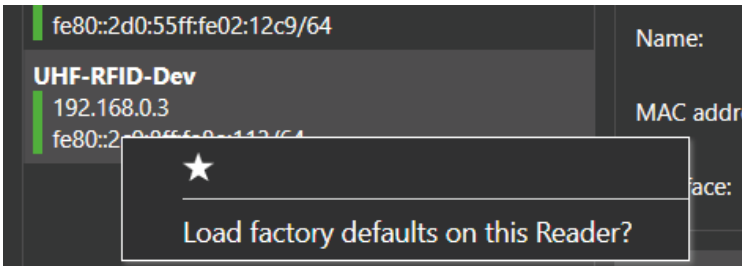 fe80::2d0:55ff:fe02:12c9/64
UHF-RFID-Dev
192.168.0.3
Name:
MAC addr
face:
Load factory defaults on this Reader?